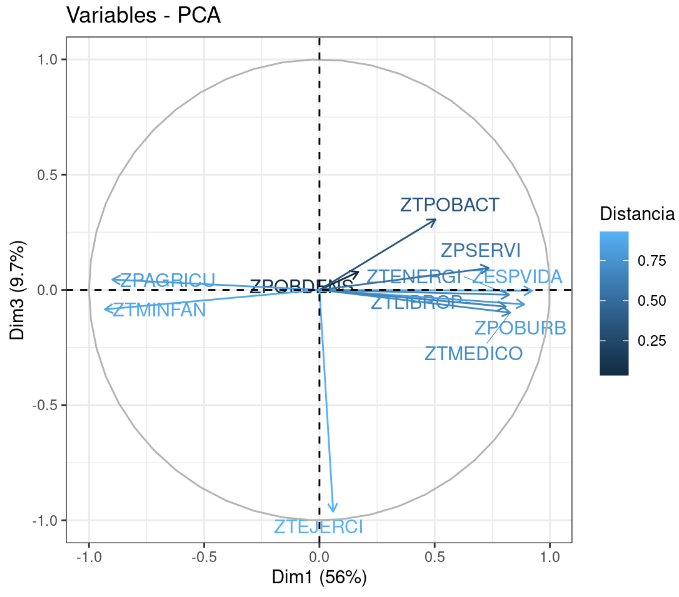 Variables - PCA
1.0
0.5
0.0
-0.5
-1.0
Dim3 (9.7%)
ZTPOBACT
ZPSERVI
ZTENERGI
ZESPVIDA
ZPAGRICU
ZPOBDENS
ZTMINFAN
ZTLIBROP
ZPOBURB
ZTMEDICO
ZTEJERCI
-1.0 -0.5 0.0 0.5 1.0
Dim1 (56%)
Distancia
0.75
0.50
0.25